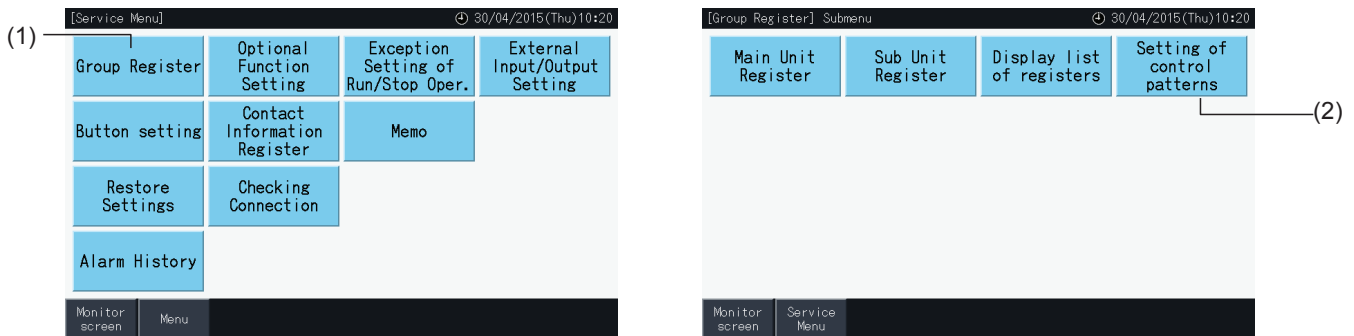 [Service Menu]
30/04/2015(Thu)10:20
(1)
Group Register
Optional
Function
Setting
Exception
Setting of
Run/Stop Oper.
External
Input/Output
Setting
Button setting
Contact
Information
Register
Memo
Restore
Settings
Checking
Connection
Alarm History
Monitor
screen
Menu
[Group Register] Submenu
30/04/2015(Thu)10:20
Main Unit
Register
Sub Unit
Register
Display list
of registers
Setting of
control
patterns
(2)
Monitor
screen
Service
Menu